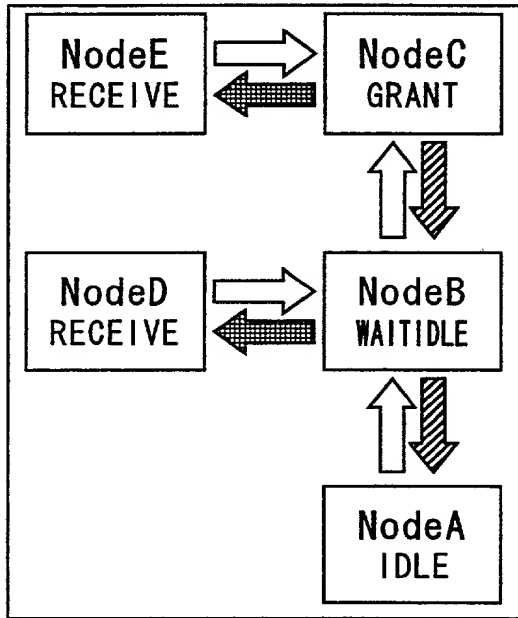 NodeE
RECEIVE
NodeC
GRANT
NodeD
RECEIVE
NodeB
WAITIDLE
NodeA
IDLE